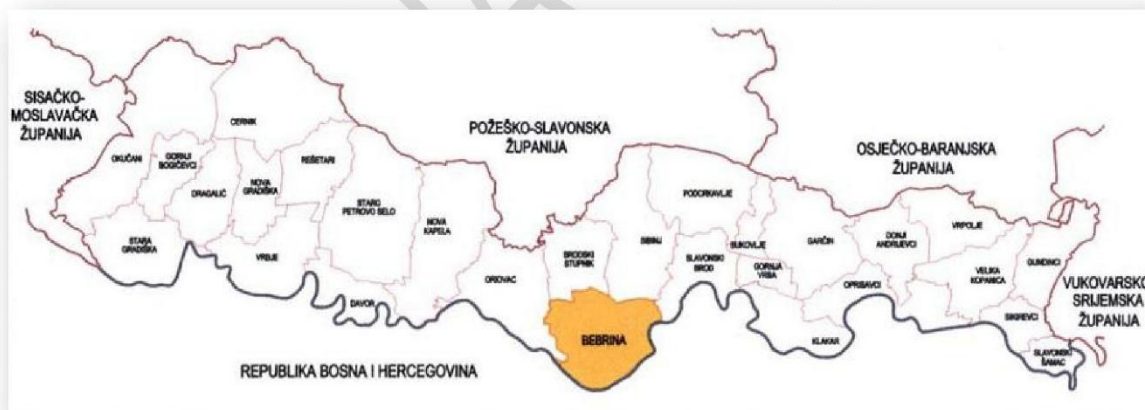 SISAČKO-
MOSLAVAČKA
ŽUPANIJA
POŽEŠKO-SLAVONSKA
ŽUPANIJA
OSJEČKO-BARANJSKA
ŽUPANIJA
VUKOVARSKO
SRIJEMSKA
ŽUPANIJA
CERNIK
OKUČANI
GORNJI
BOGIČEVCI
REŠETARI
DRAGALIĆ
NOVA
GRADIŠKA
STARO
PETROVO SELO
NOVA
KAPELA
STARA
GRADIŠKA
VRBJE
DAVOR
ORIOVAC
BRODSKI
STUPNIK
SIBINJ
PODCRKAVLJE
SLAVONSKI
BROD
BUKOVLJE
GORNJA
VRBA
GARČIN
OPRISAVCI
KLAKAR
DONJI
ANDRIJEVCI
VRPOLJE
VELIKA
KOPANICA
GUNDINCI
SIKIREVCI
SLAVONSKI
ŠAMAC
BEBRINA
REPUBLIKA BOSNA I HERCEGOVINA